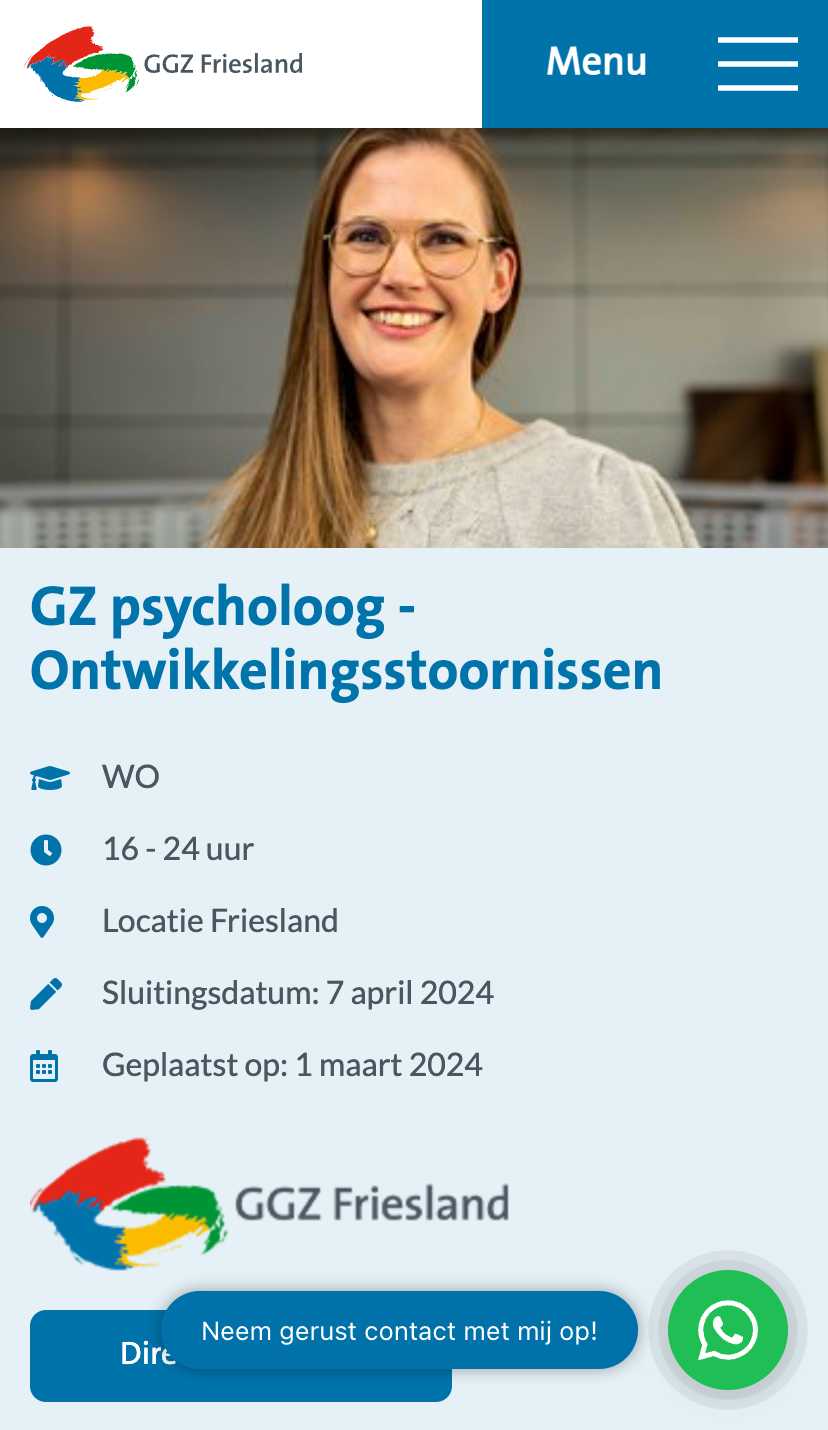 GGZ Friesland
Menu
GZ psycholoog -
Ontwikkelingsstoornissen
WO
16 - 24 uur
Locatie Friesland
Sluitingsdatum: 7 april 2024
Geplaatst op: 1 maart 2024
GGZ Friesland
Neem gerust contact met mij op!